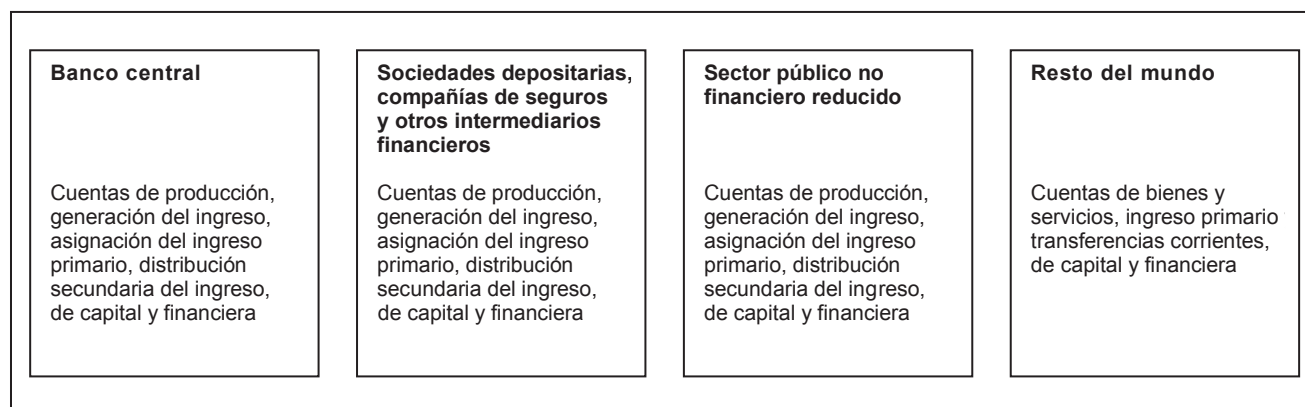 Banco central
Cuentas de producción,
generación del ingreso,
asignación del ingreso
primario, distribución
secundaria del ingreso,
de capital y financiera
Sociedades depositarias,
compañías de seguros
y otros intermediarios
financieros
Cuentas de producción,
generación del ingreso,
asignación del ingreso
primario, distribución
secundaria del ingreso,
de capital y financiera
Sector público no
financiero reducido
Cuentas de producción,
generación del ingreso,
asignación del ingreso
primario, distribución
secundaria del ingreso,
de capital y financiera
Resto del mundo
Cuentas de bienes y
servicios, ingreso primario
transferencias corrientes,
de capital y financiera